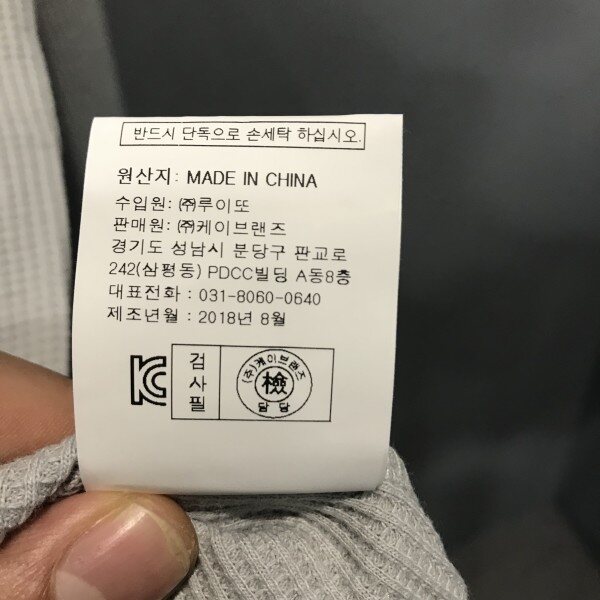 반드시 단독으로 손세탁 하십시오.
원산지: MADE IN CHINA
수입원: ㈜루이또
판매원: ㈜케이브랜즈
경기도 성남시 분당구 판교로
242(삼평동) PDCC빌딩 A동8층
대표전화 : 031-8060-0640
제조년월 : 2018년 8월
KC
검사필
(주)케이브랜즈
檢
담당